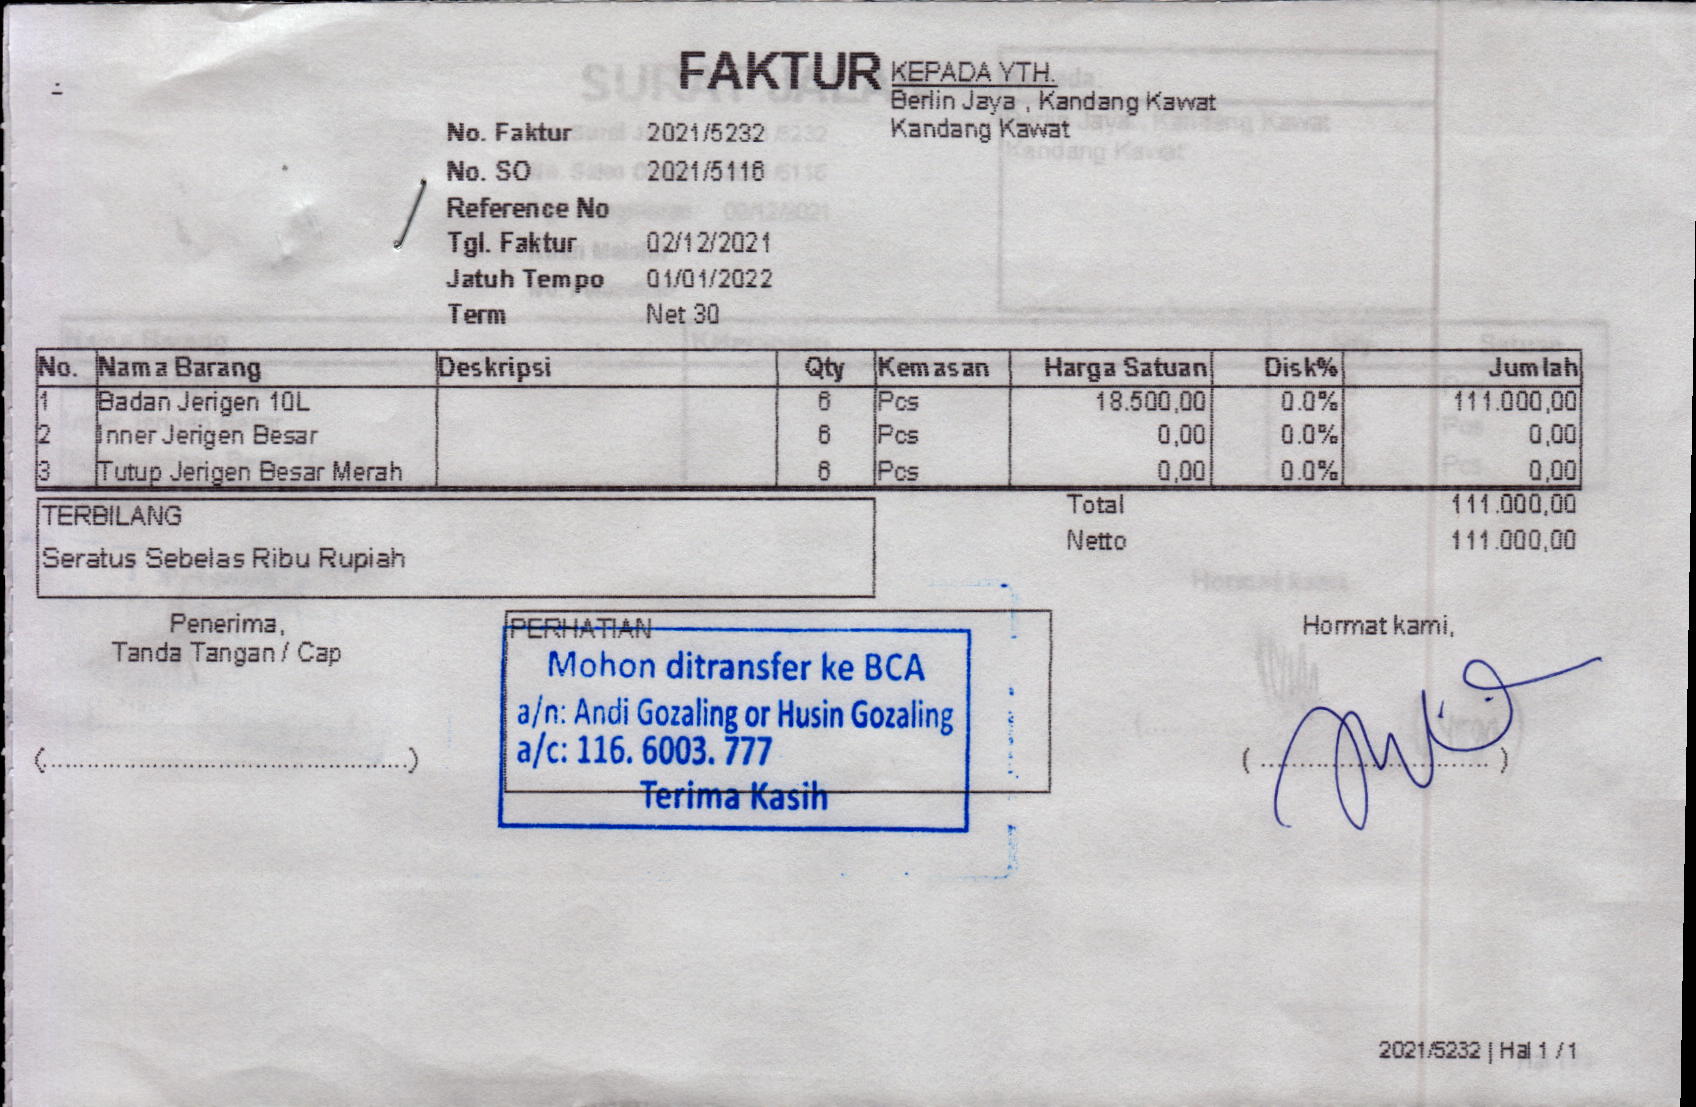 FAKTUR
KEPADA YTH.
Berlin Jaya , Kandang Kawat
Kandang Kawat
No. Faktur 2021/5232
No. SO 2021/5116
Reference No
Tgl. Faktur 02/12/2021
Jatuh Tempo 01/01/2022
Term Net 30
No. Nama Barang Deskripsi Qty Kemasan Harga Satuan Disk% Jumlah
1 Badan Jerigen 10L 6 Pcs 18.500,00 0.0% 111.000,00
2 Inner Jerigen Besar 6 Pcs 0,00 0.0% 0,00
3 Tutup Jerigen Besar Merah 6 Pcs 0,00 0.0% 0,00
TERBILANG
Seratus Sebelas Ribu Rupiah
Total 111.000,00
Netto 111.000,00
Penerima,
Tanda Tangan / Cap
(..........................................)
PERHATIAN
Mohon ditransfer ke BCA
a/n: Andi Gozaling or Husin Gozaling
a/c: 116. 6003. 777
Terima Kasih
Hormat kami,
( ............................ )
2021/5232 | Hal 1 / 1